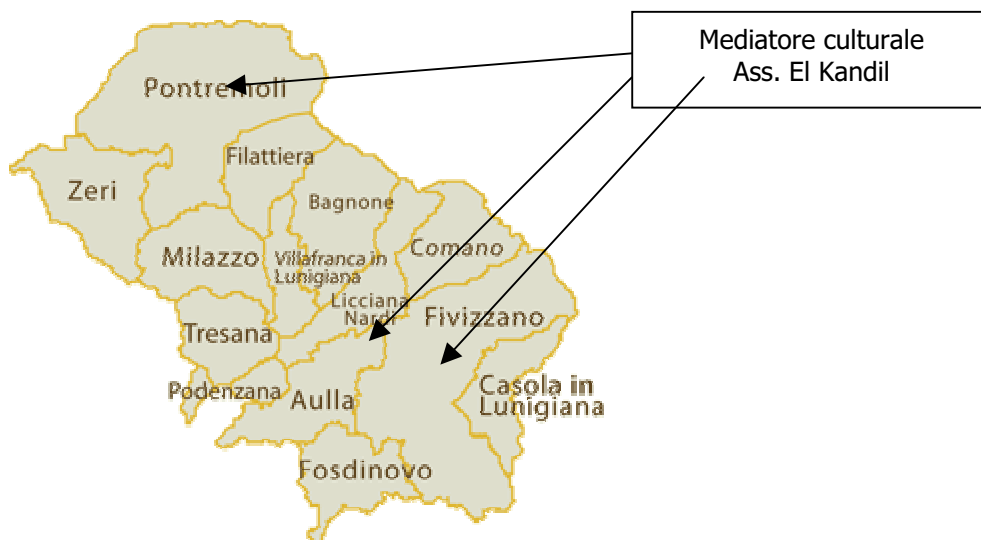 Mediatore culturale
Ass. El Kandil
Pontremoli
Filattiera
Zeri
Bagnone
Comano
Milazzo
Villafranca in
Lunigiana
Licciana
Nardi
Fivizzano
Tresana
Podenzana
Aulla
Casola in
Lunigiana
Fosdinovo